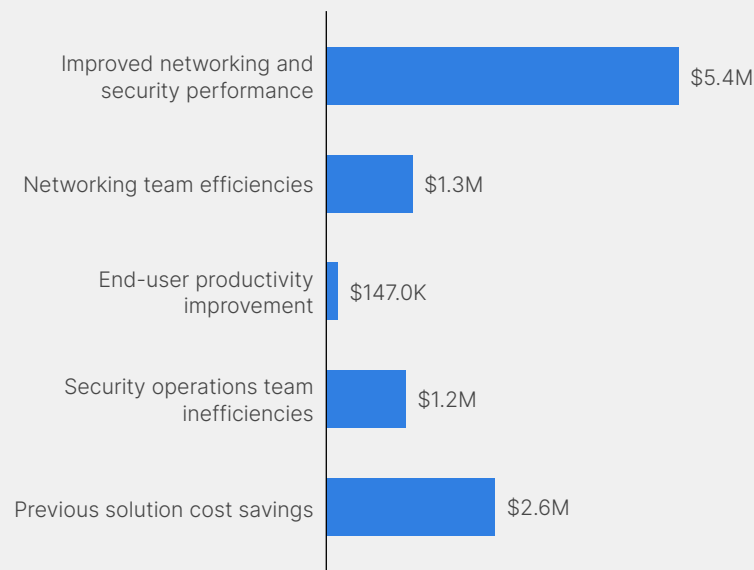 Improved networking and
security performance
$5.4M
Networking team efficiencies
$1.3M
End-user productivity
improvement
$147.0K
Security operations team
inefficiencies
$1.2M
Previous solution cost savings
$2.6M